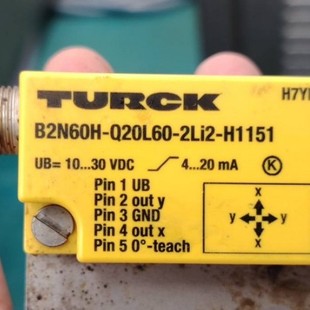 TURCK
H7Y
B2N60H-Q20L60-2Li2-H1151
UB= 10...30 VDC 4...20 mA K
Pin 1 UB
Pin 2 out y
Pin 3 GND
Pin 4 out x
Pin 5 0°-teach
x
y y
x